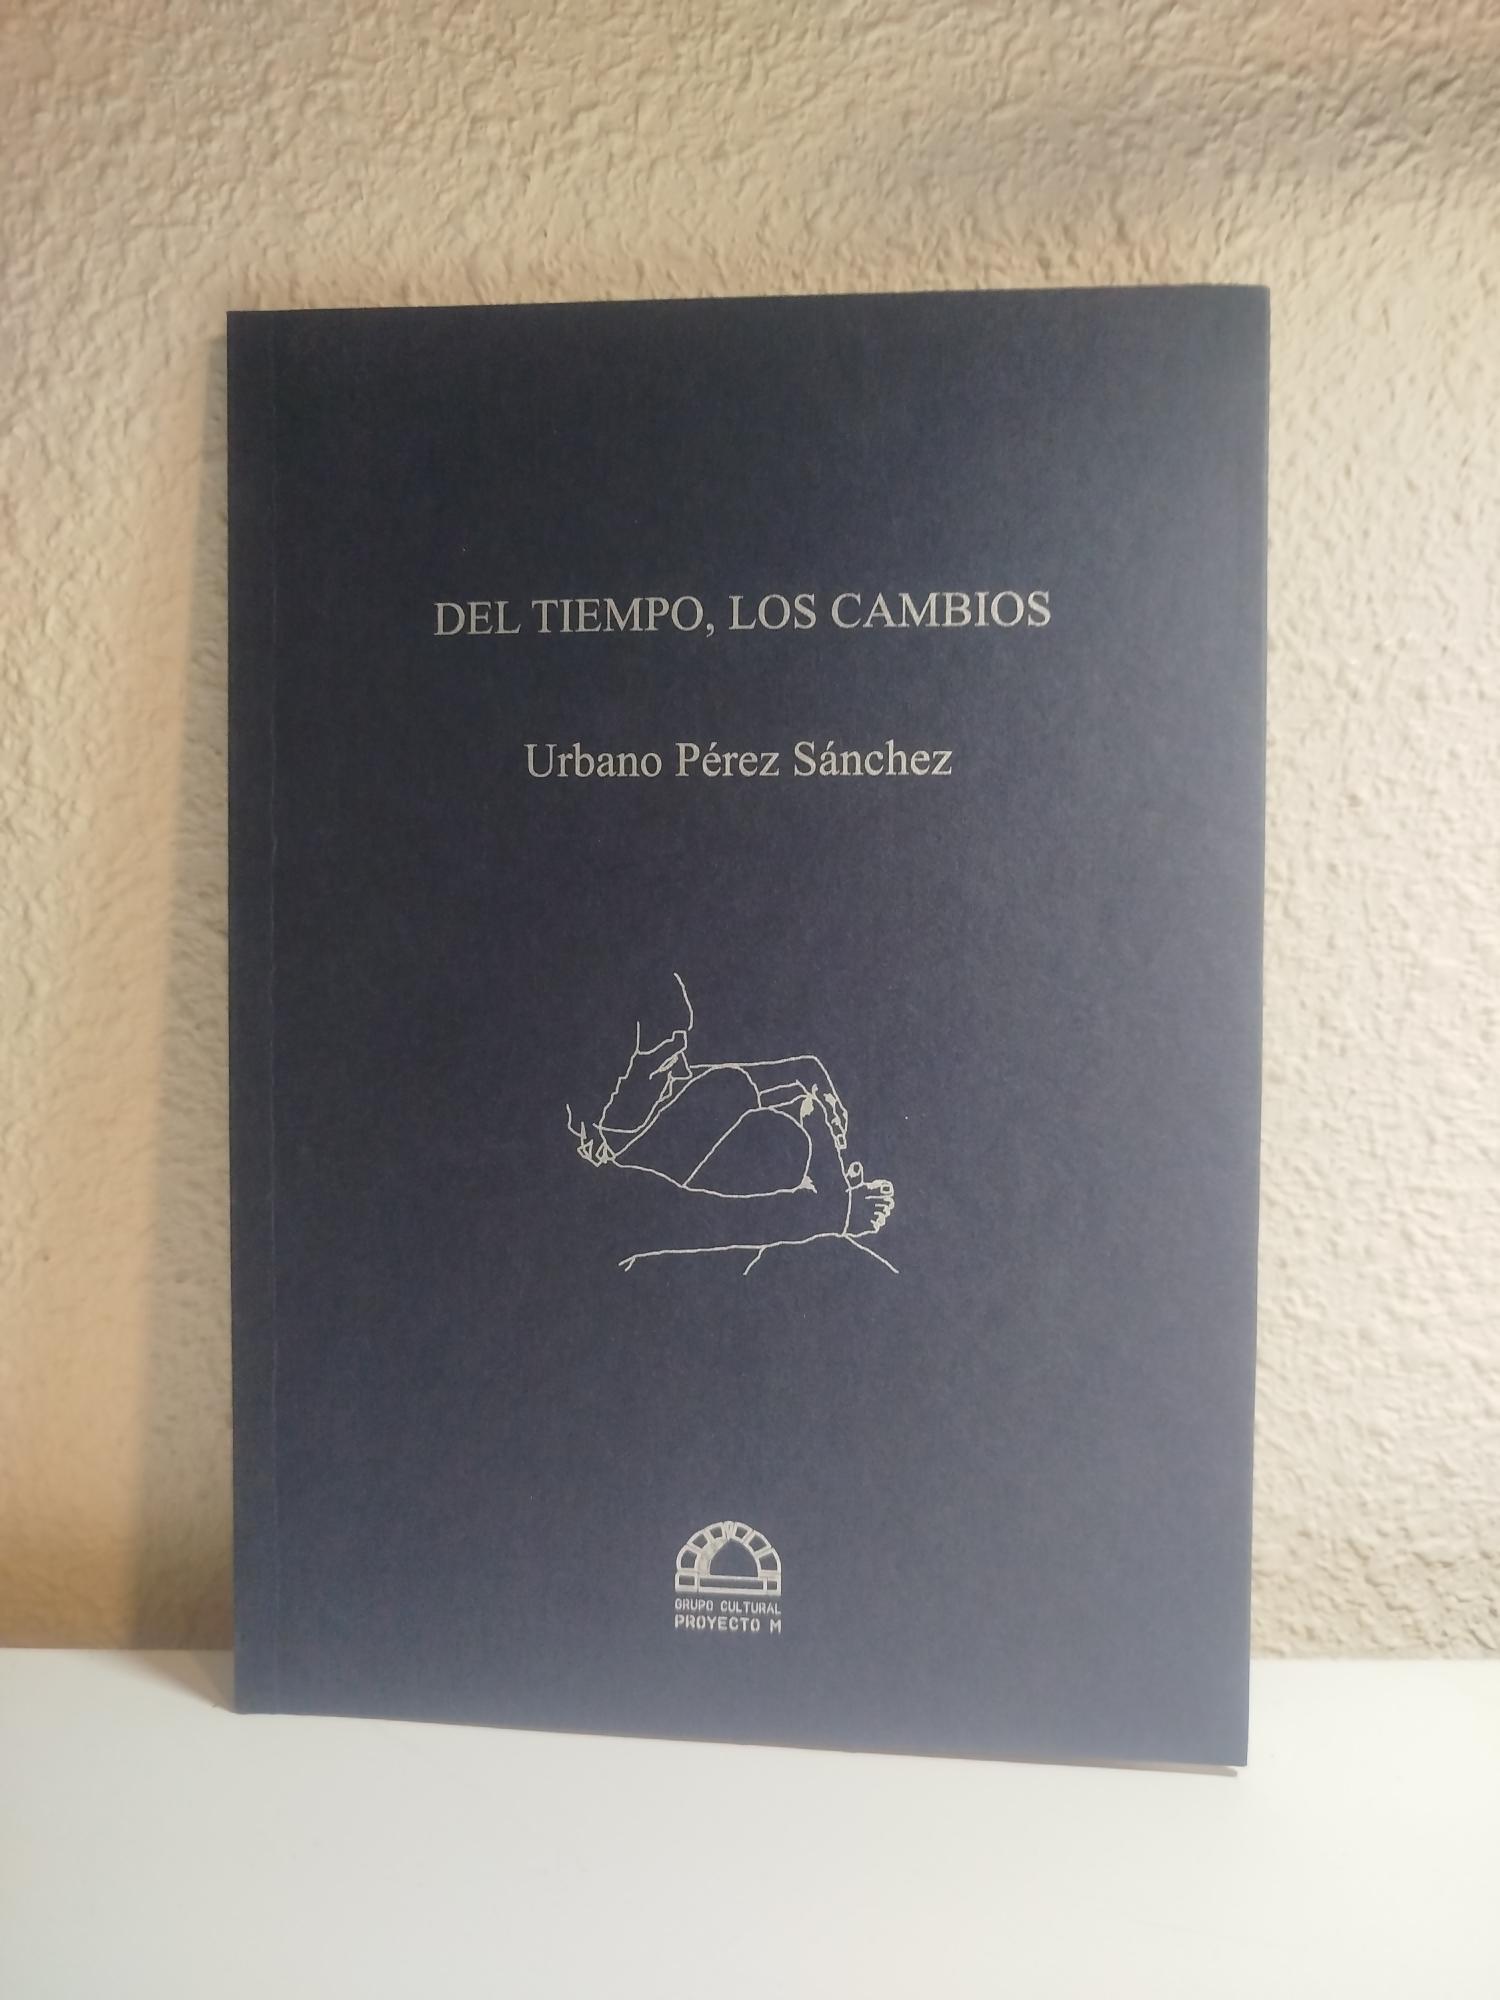 DEL TIEMPO, LOS CAMBIOS
Urbano Pérez Sánchez
GRUPO CULTURAL
PROYECTO M